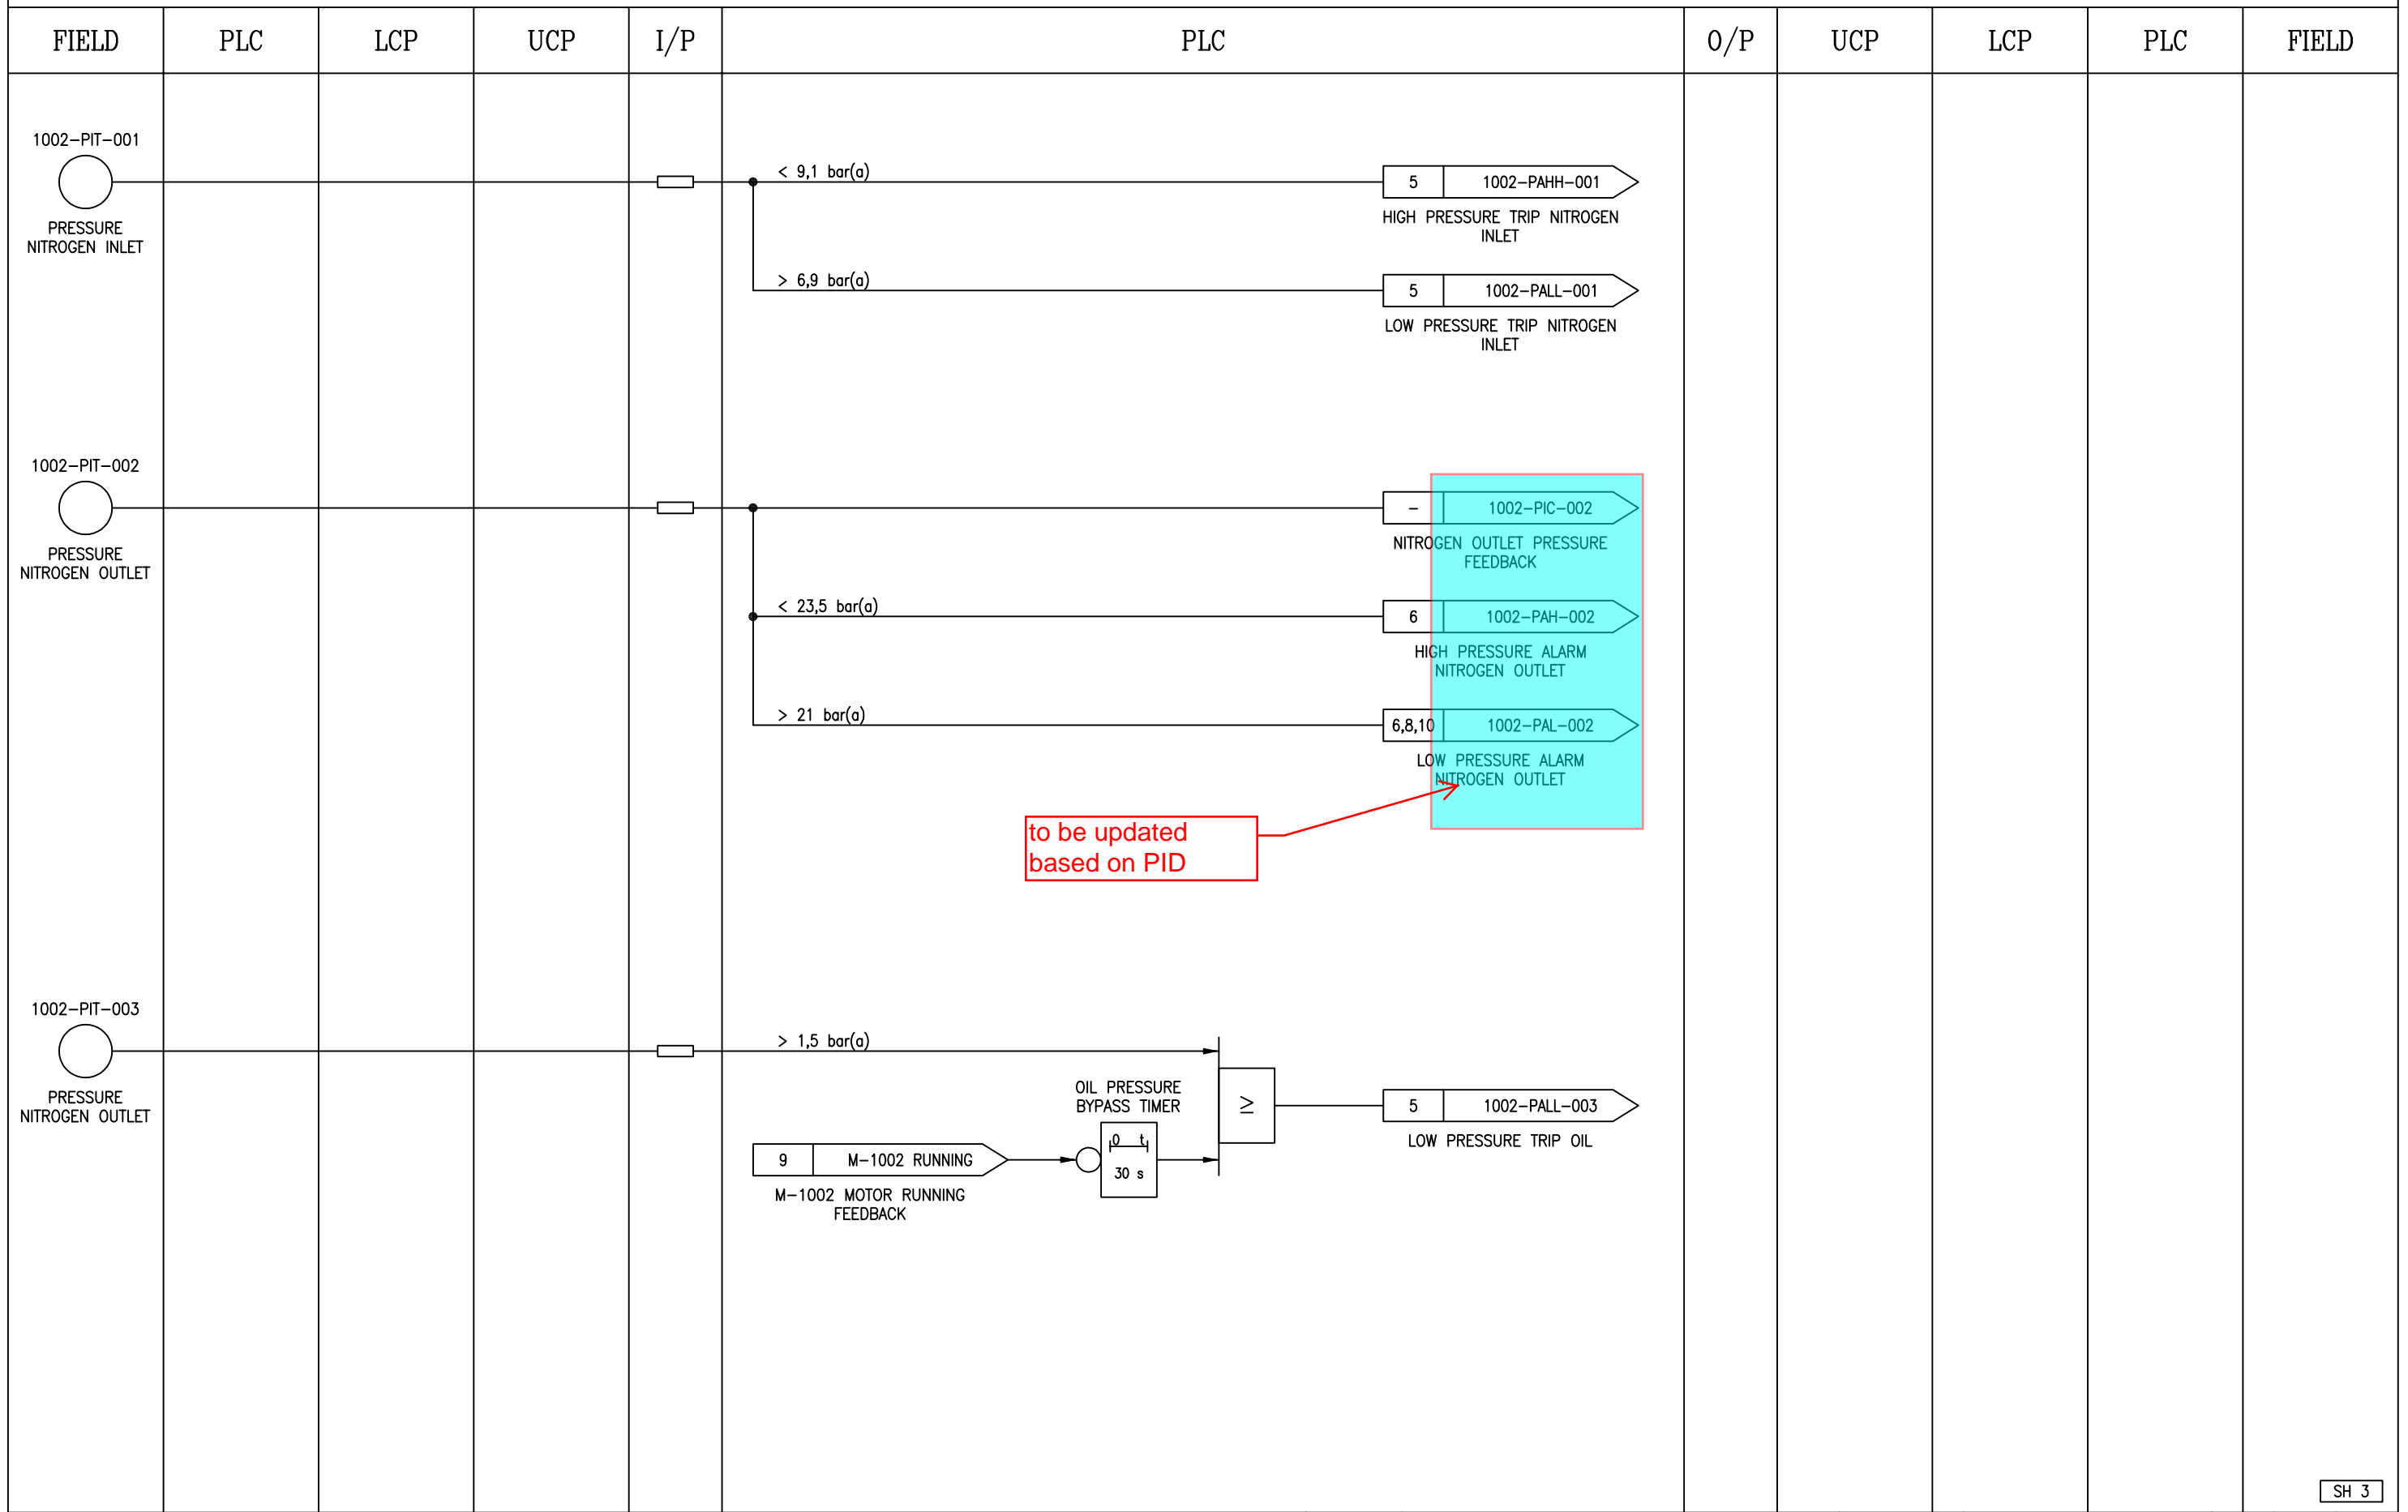 FIELD PLC LCP UCP I/P PLC O/P UCP LCP PLC FIELD
1002-PIT-001
PRESSURE
NITROGEN INLET
< 9,1 bar(a)
5 1002-PAHH-001
HIGH PRESSURE TRIP NITROGEN
INLET
> 6,9 bar(a)
5 1002-PALL-001
LOW PRESSURE TRIP NITROGEN
INLET
1002-PIT-002
PRESSURE
NITROGEN OUTLET
- 1002-PIC-002
NITROGEN OUTLET PRESSURE
FEEDBACK
< 23,5 bar(a)
6 1002-PAH-002
HIGH PRESSURE ALARM
NITROGEN OUTLET
> 21 bar(a)
6,8,10 1002-PAL-002
LOW PRESSURE ALARM
NITROGEN OUTLET
to be updated
based on PID
1002-PIT-003
PRESSURE
NITROGEN OUTLET
> 1,5 bar(a)
OIL PRESSURE
BYPASS TIMER
0 t
30 s
≥
9 M-1002 RUNNING
M-1002 MOTOR RUNNING
FEEDBACK
5 1002-PALL-003
LOW PRESSURE TRIP OIL
SH 3